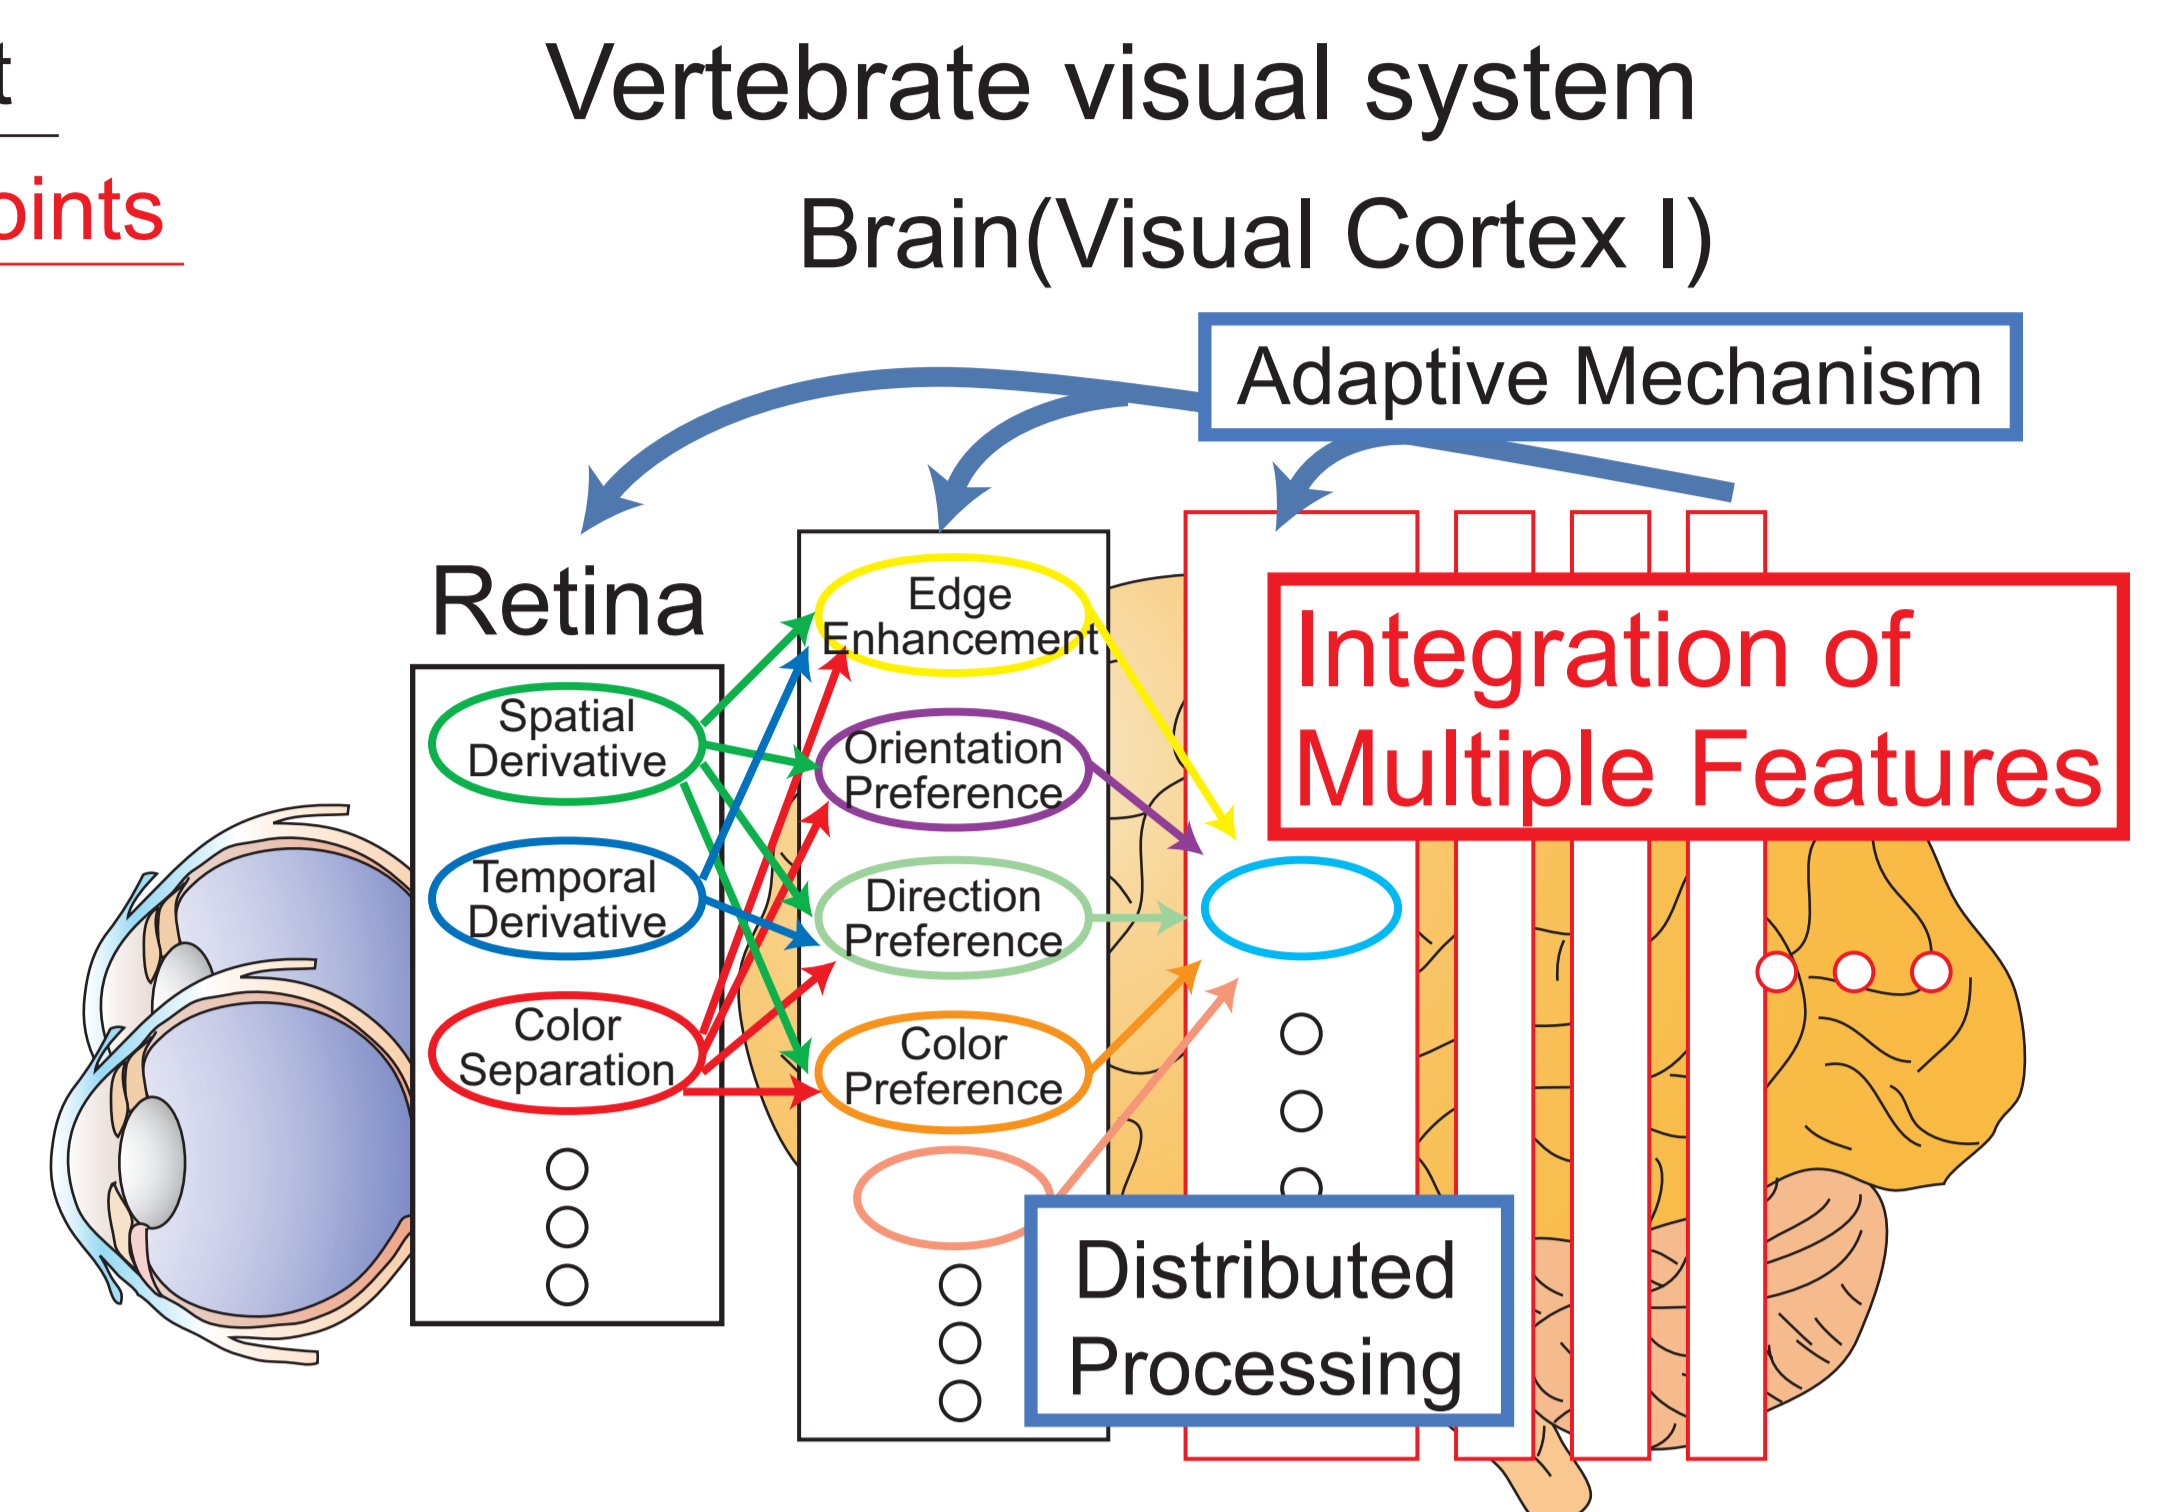 Vertebrate visual system
Brain(Visual Cortex I)
Adaptive Mechanism
Retina
Spatial
Derivative
Temporal
Derivative
Color
Separation
Edge
Enhancement
Orientation
Preference
Direction
Preference
Color
Preference
Integration of
Multiple Features
Distributed
Processing